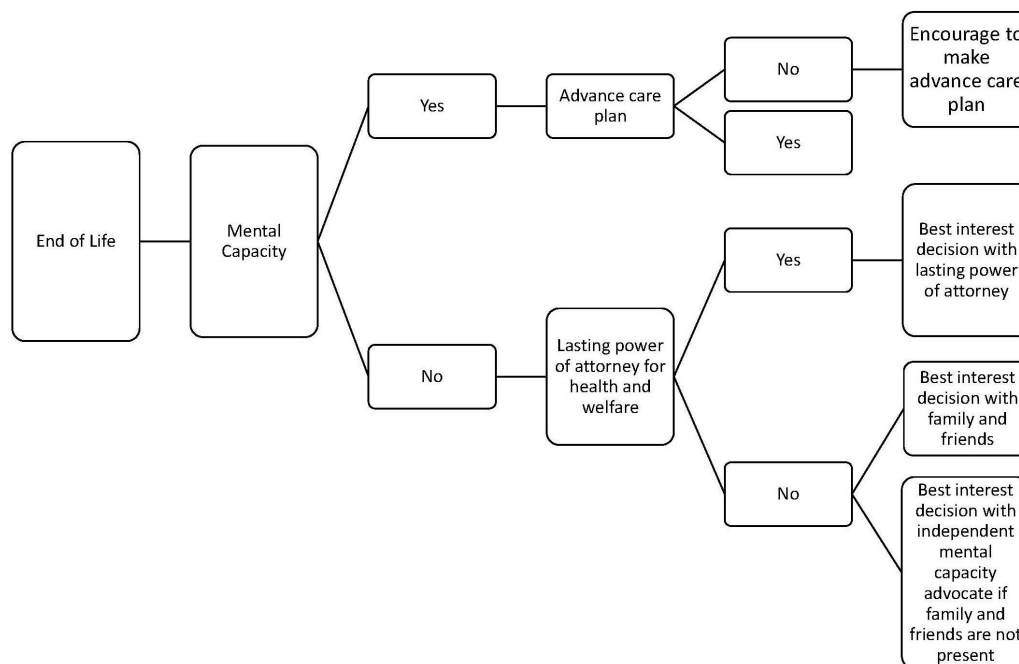 End of Life
Mental
Capacity
Yes
Advance care
plan
No
Encourage to
make
advance care
plan
Yes
No
Lasting power
of attorney for
health and
welfare
Yes
Best interest
decision with
lasting power
of attorney
No
Best interest
decision with
family and
friends
Best interest
decision with
independent
mental
capacity
advocate if
family and
friends are not
present